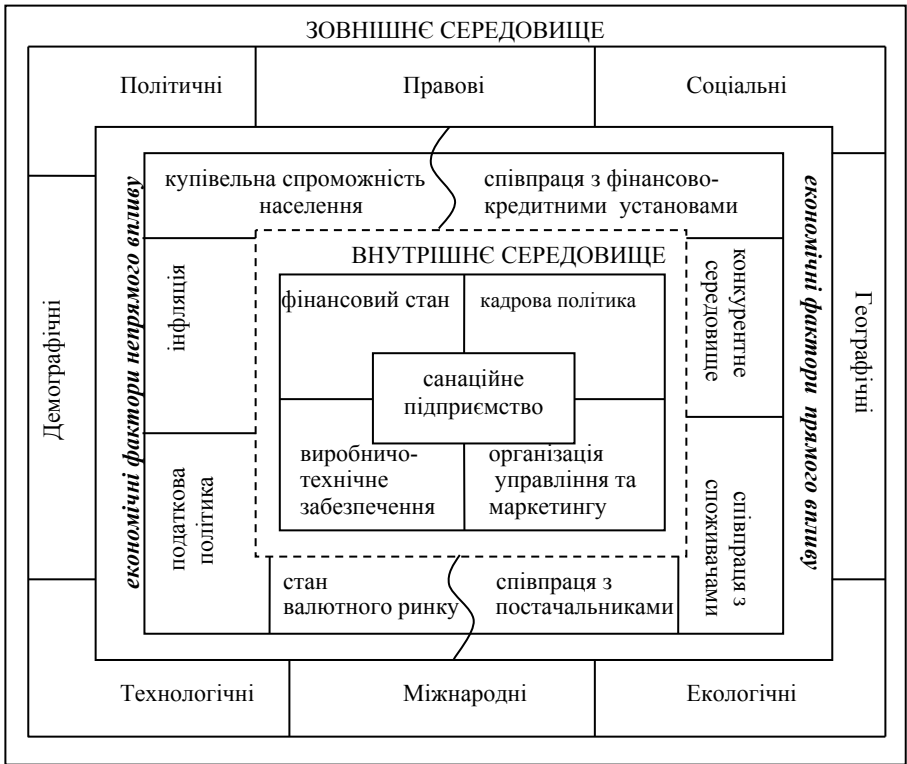 ЗОВНІШНЄ СЕРЕДОВИЩЕ
Політичні
Правові
Соціальні
Демографічні
економічні фактори непрямого впливу
купівельна спроможність
населення
співпраця з фінансово-
кредитними установами
економічні фактори прямого впливу
Географічні
інфляція
ВНУТРІШНЄ СЕРЕДОВИЩЕ
фінансовий стан
кадрова політика
конкурентне
середовище
санаційне
підприємство
податкова
політика
виробничо-
технічне
забезпечення
організація
управління та
маркетингу
співпраця з
споживачами
стан
валютного ринку
співпраця з
постачальниками
Технологічні
Міжнародні
Екологічні